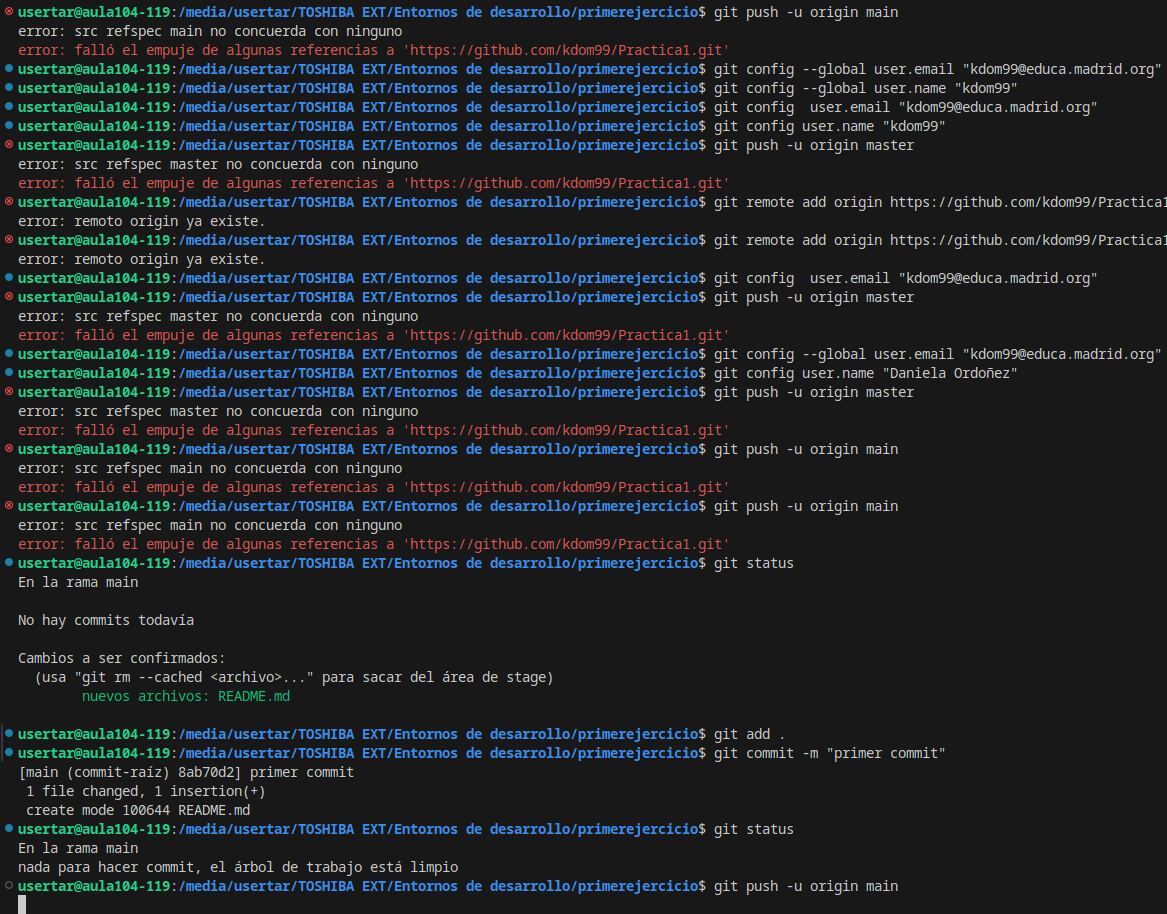 usertar@aula104-119:/media/usertar/TOSHIBA EXT/Entornos de desarrollo/primerejercicio$ git push -u origin main
error: src refspec main no concuerda con ninguno
error: falló el empuje de algunas referencias a 'https://github.com/kdom99/Practica1.git'
usertar@aula104-119:/media/usertar/TOSHIBA EXT/Entornos de desarrollo/primerejercicio$ git config --global user.email "kdom99@educa.madrid.org"
usertar@aula104-119:/media/usertar/TOSHIBA EXT/Entornos de desarrollo/primerejercicio$ git config --global user.name "kdom99"
usertar@aula104-119:/media/usertar/TOSHIBA EXT/Entornos de desarrollo/primerejercicio$ git config  user.email "kdom99@educa.madrid.org"
usertar@aula104-119:/media/usertar/TOSHIBA EXT/Entornos de desarrollo/primerejercicio$ git config user.name "kdom99"
usertar@aula104-119:/media/usertar/TOSHIBA EXT/Entornos de desarrollo/primerejercicio$ git push -u origin master
error: src refspec master no concuerda con ninguno
error: falló el empuje de algunas referencias a 'https://github.com/kdom99/Practica1.git'
usertar@aula104-119:/media/usertar/TOSHIBA EXT/Entornos de desarrollo/primerejercicio$ git remote add origin https://github.com/kdom99/Practica1
error: remoto origin ya existe.
usertar@aula104-119:/media/usertar/TOSHIBA EXT/Entornos de desarrollo/primerejercicio$ git remote add origin https://github.com/kdom99/Practica1
error: remoto origin ya existe.
usertar@aula104-119:/media/usertar/TOSHIBA EXT/Entornos de desarrollo/primerejercicio$ git config  user.email "kdom99@educa.madrid.org"
usertar@aula104-119:/media/usertar/TOSHIBA EXT/Entornos de desarrollo/primerejercicio$ git push -u origin master
error: src refspec master no concuerda con ninguno
error: falló el empuje de algunas referencias a 'https://github.com/kdom99/Practica1.git'
usertar@aula104-119:/media/usertar/TOSHIBA EXT/Entornos de desarrollo/primerejercicio$ git config --global user.email "kdom99@educa.madrid.org"
usertar@aula104-119:/media/usertar/TOSHIBA EXT/Entornos de desarrollo/primerejercicio$ git config user.name "Daniela Ordoñez"
usertar@aula104-119:/media/usertar/TOSHIBA EXT/Entornos de desarrollo/primerejercicio$ git push -u origin master
error: src refspec master no concuerda con ninguno
error: falló el empuje de algunas referencias a 'https://github.com/kdom99/Practica1.git'
usertar@aula104-119:/media/usertar/TOSHIBA EXT/Entornos de desarrollo/primerejercicio$ git push -u origin main
error: src refspec main no concuerda con ninguno
error: falló el empuje de algunas referencias a 'https://github.com/kdom99/Practica1.git'
usertar@aula104-119:/media/usertar/TOSHIBA EXT/Entornos de desarrollo/primerejercicio$ git push -u origin main
error: src refspec main no concuerda con ninguno
error: falló el empuje de algunas referencias a 'https://github.com/kdom99/Practica1.git'
usertar@aula104-119:/media/usertar/TOSHIBA EXT/Entornos de desarrollo/primerejercicio$ git status
En la rama main
No hay commits todavía
Cambios a ser confirmados:
(usa "git rm --cached <archivo>..." para sacar del área de stage)
nuevos archivos: README.md
usertar@aula104-119:/media/usertar/TOSHIBA EXT/Entornos de desarrollo/primerejercicio$ git add .
usertar@aula104-119:/media/usertar/TOSHIBA EXT/Entornos de desarrollo/primerejercicio$ git commit -m "primer commit"
[main (commit-raíz) 8ab70d2] primer commit
1 file changed, 1 insertion(+)
create mode 100644 README.md
usertar@aula104-119:/media/usertar/TOSHIBA EXT/Entornos de desarrollo/primerejercicio$ git status
En la rama main
nada para hacer commit, el árbol de trabajo está limpio
usertar@aula104-119:/media/usertar/TOSHIBA EXT/Entornos de desarrollo/primerejercicio$ git push -u origin main